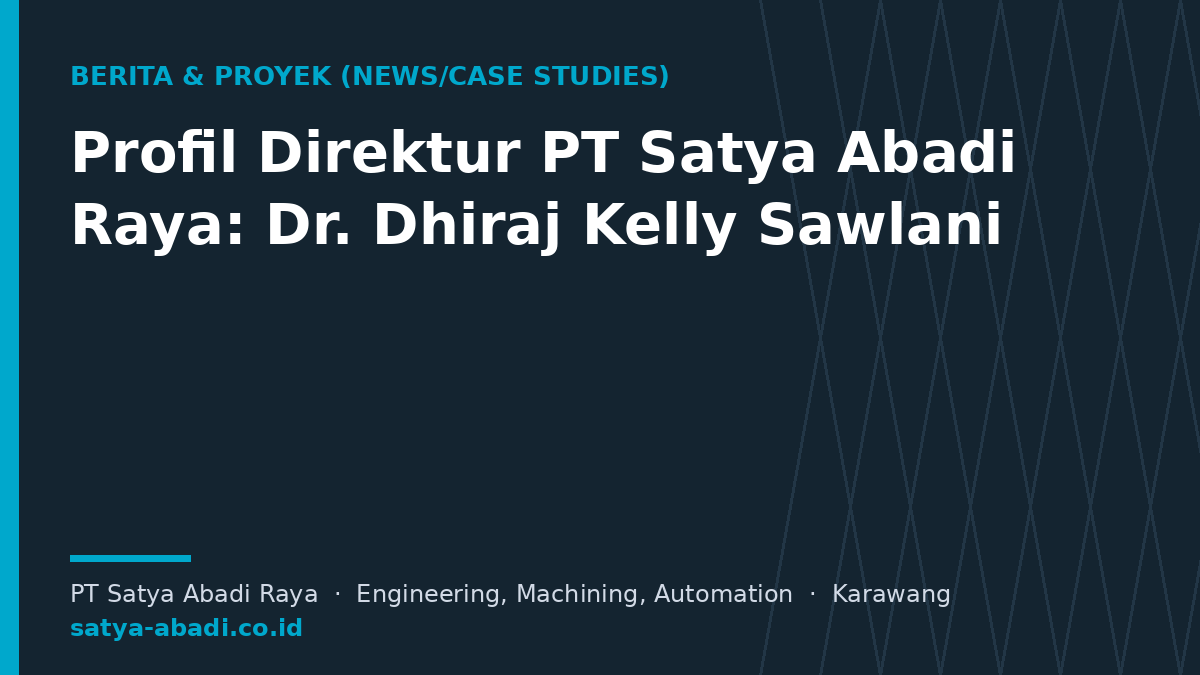 BERITA & PROYEK (NEWS/CASE STUDIES)
Profil Direktur PT Satya Abadi
Raya: Dr. Dhiraj Kelly Sawlani
PT Satya Abadi Raya · Engineering, Machining, Automation · Karawang
satya-abadi.co.id